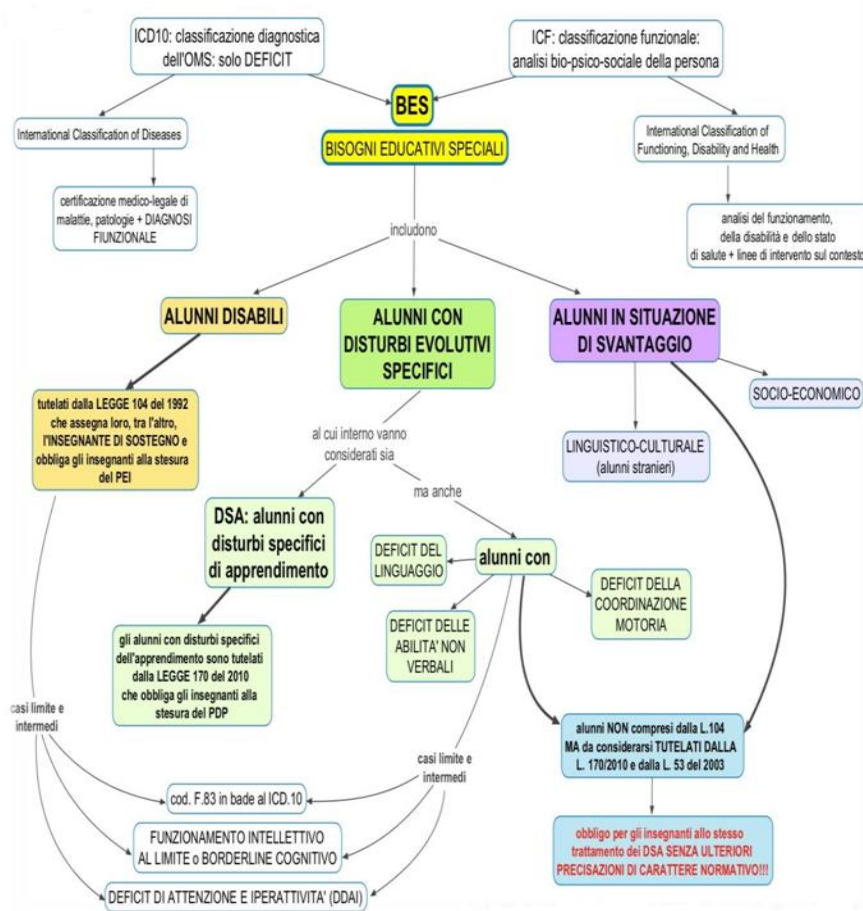 ICD10: classificazione diagnostica
dell'OMS: solo DEFICIT
ICF: classificazione funzionale:
analisi bio-psico-sociale della persona
BES
BISOGNI EDUCATIVI SPECIALI
International Classification of Diseases
International Classification of
Functioning, Disability and Health
certificazione medico-legale di
malattie, patologie + DIAGNOSI
FIUNZIONALE
analisi del funzionamento,
della disabilità e dello stato
di salute + linee di intervento sul contesto
includono
ALUNNI DISABILI
ALUNNI CON
DISTURBI EVOLUTIVI
SPECIFICI
ALUNNI IN SITUAZIONE
DI SVANTAGGIO
tutelati dalla LEGGE 104 del 1992
che assegna loro, tra l'altro,
l'INSEGNANTE DI SOSTEGNO e
obbliga gli insegnanti alla stesura
del PEI
SOCIO-ECONOMICO
LINGUISTICO-CULTURALE
(alunni stranieri)
al cui interno vanno
considerati sia
ma anche
DSA: alunni con
disturbi specifici
di apprendimento
alunni con
DEFICIT DEL
LINGUAGGIO
DEFICIT DELLE
ABILITA' NON
VERBALI
DEFICIT DELLA
COORDINAZIONE
MOTORIA
gli alunni con disturbi specifici
dell'apprendimento sono tutelati
dalla LEGGE 170 del 2010
che obbliga gli insegnanti alla
stesura del PDP
casi limite e
intermedi
casi limite e
intermedi
alunni NON compresi dalla L.104
MA da considerarsi TUTELATI DALLA
L. 170/2010 e dalla L. 53 del 2003
cod. F.83 in bade al ICD.10
FUNZIONAMENTO INTELLETTIVO
AL LIMITE o BORDERLINE COGNITIVO
DEFICIT DI ATTENZIONE E IPERATTIVITA' (DDAI)
obbligo per gli insegnanti allo stesso
trattamento dei DSA SENZA ULTERIORI
PRECISAZIONI DI CARATTERE NORMATIVO!!!